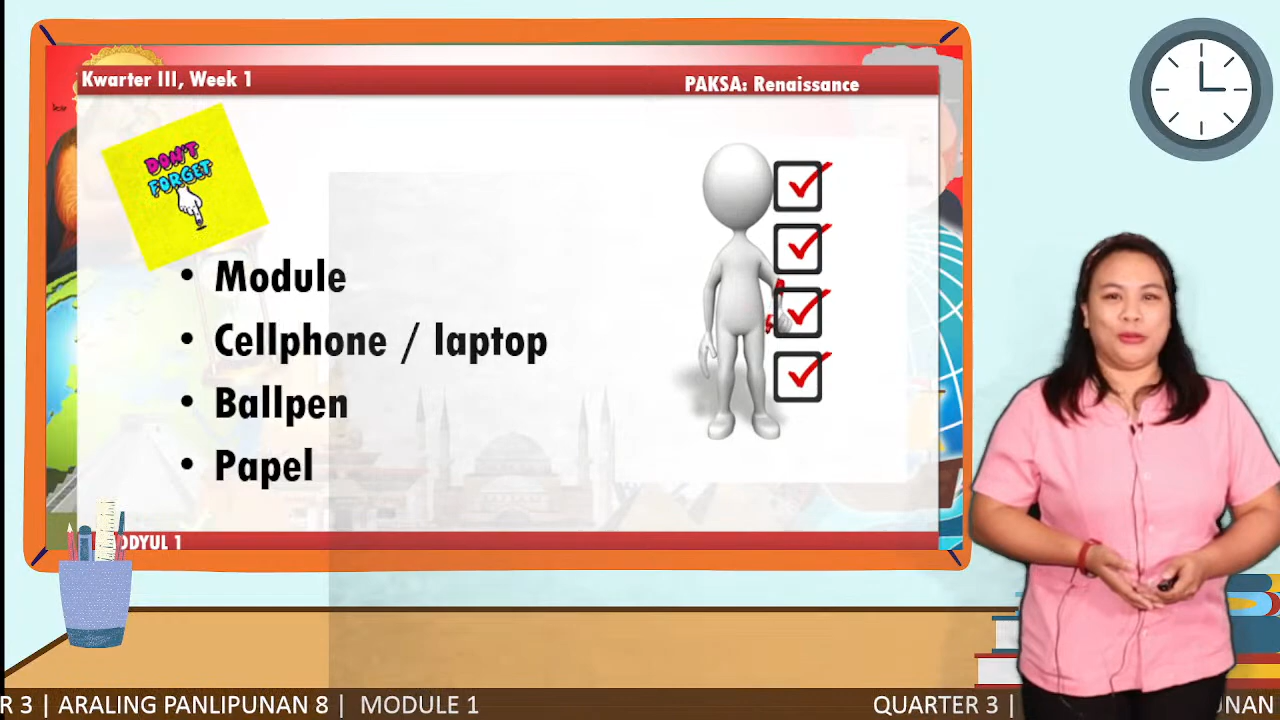 Kwarter III, Week 1
PAKSA: Renaissance
DON'T
FORGET
• Module
• Cellphone / laptop
• Ballpen
• Papel
ODYUL 1
R 3 | ARALING PANLIPUNAN 8 | MODULE 1
QUARTER 3 |
UNAN